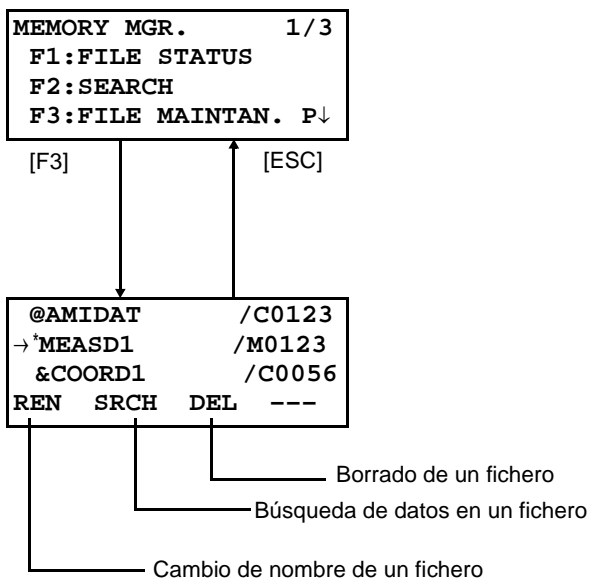 MEMORY MGR. 1/3
F1:FILE STATUS
F2:SEARCH
F3:FILE MAINTAN. P↓
[F3] [ESC]
@AMIDAT /C0123
→*MEASD1 /M0123
&COORD1 /C0056
REN SRCH DEL ---
Borrado de un fichero
Búsqueda de datos en un fichero
Cambio de nombre de un fichero